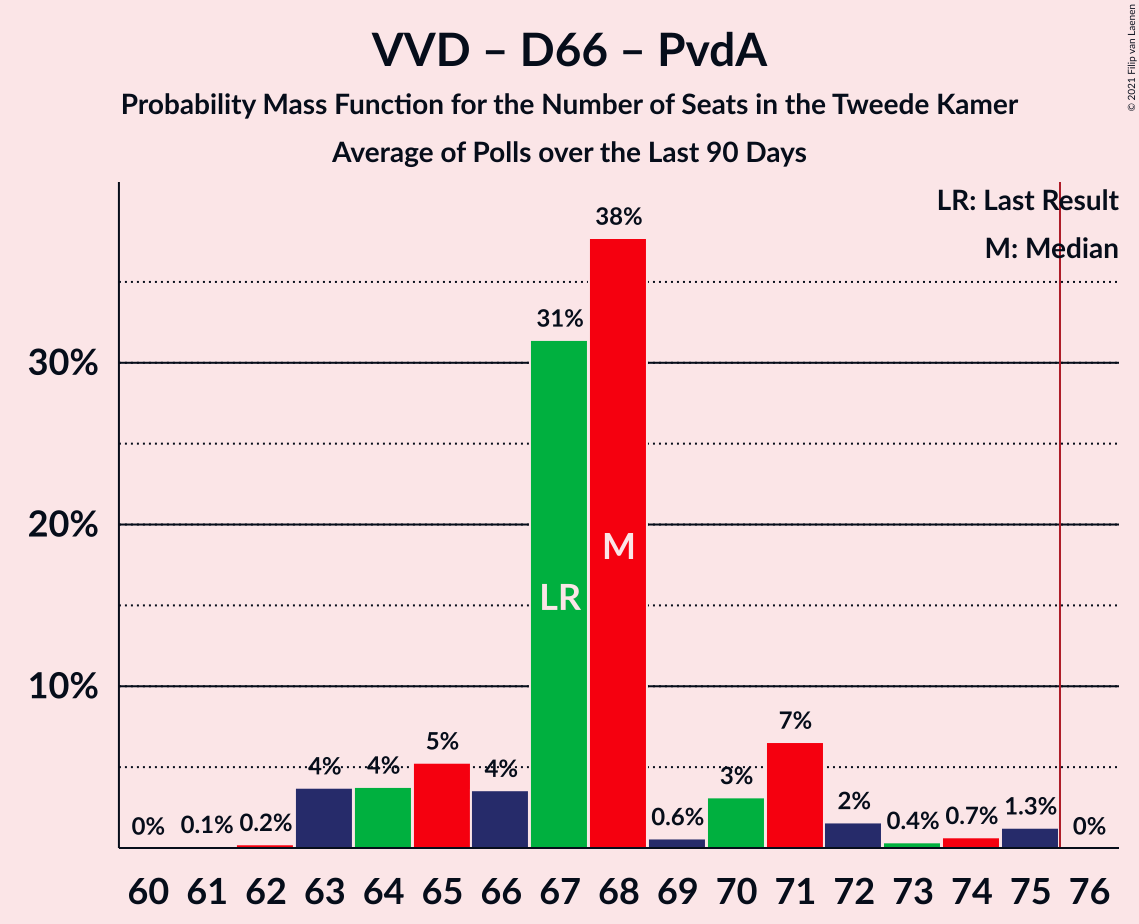 VVD – D66 – PvdA
Probability Mass Function for the Number of Seats in the Tweede Kamer
Average of Polls over the Last 90 Days
© 2021 Filip van Laenen
LR: Last Result
M: Median
30%
20%
10%
0%
0.1%
0.2%
4%
4%
5%
4%
31%
38%
0.6%
3%
7%
2%
0.4%
0.7%
1.3%
0%
LR
M
60 61 62 63 64 65 66 67 68 69 70 71 72 73 74 75 76